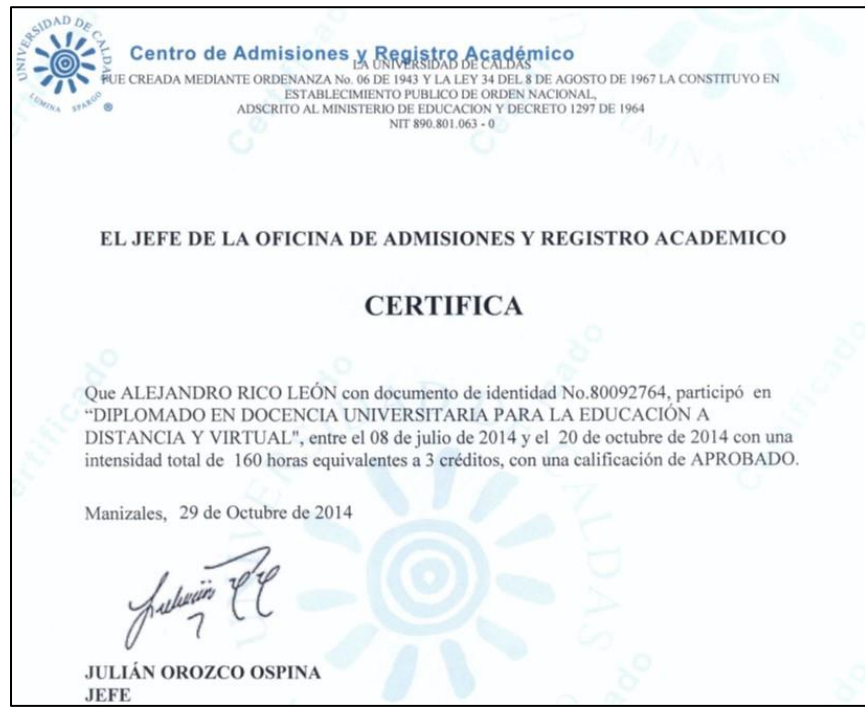 UNIVERSIDAD DE CALDAS
LUMINA SPARGO
®
Centro de Admisiones y Registro Académico
LA UNIVERSIDAD DE CALDAS
FUE CREADA MEDIANTE ORDENANZA No. 06 DE 1943 Y LA LEY 34 DEL 8 DE AGOSTO DE 1967 LA CONSTITUYO EN
ESTABLECIMIENTO PUBLICO DE ORDEN NACIONAL,
ADSCRITO AL MINISTERIO DE EDUCACION Y DECRETO 1297 DE 1964
NIT 890.801.063 - 0
EL JEFE DE LA OFICINA DE ADMISIONES Y REGISTRO ACADEMICO
CERTIFICA
Que ALEJANDRO RICO LEÓN con documento de identidad No.80092764, participó en
“DIPLOMADO EN DOCENCIA UNIVERSITARIA PARA LA EDUCACIÓN A
DISTANCIA Y VIRTUAL", entre el 08 de julio de 2014 y el 20 de octubre de 2014 con una
intensidad total de 160 horas equivalentes a 3 créditos, con una calificación de APROBADO.
Manizales, 29 de Octubre de 2014
JULIÁN OROZCO OSPINA
JEFE